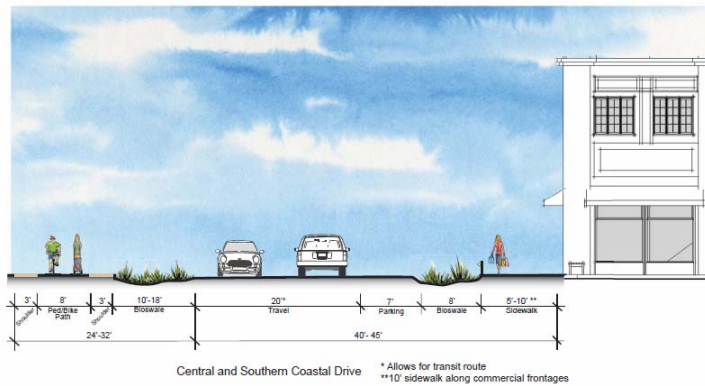 3' 8' 3' 10'-18' 20'* 7' 8' 5'-10' **
Shoulder Ped/Bike Path Shoulder Bioswale Travel Parking Bioswale Sidewalk
24'-32' 40'- 45'
Central and Southern Coastal Drive
* Allows for transit route
**10' sidewalk along commercial frontages